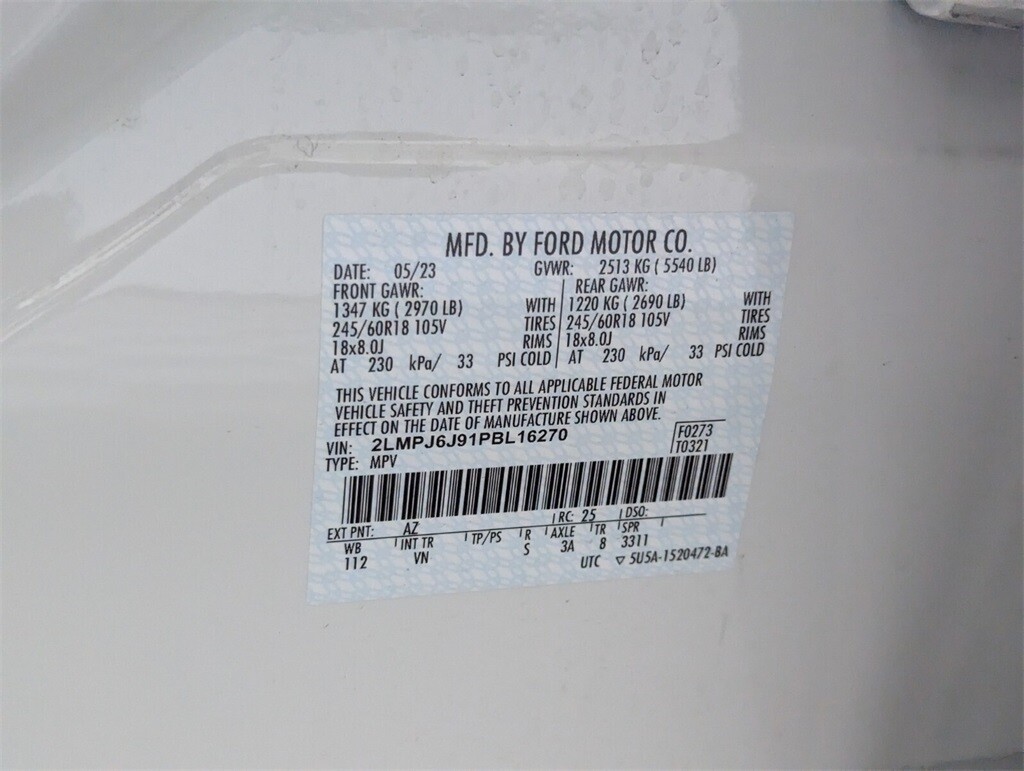 MFD. BY FORD MOTOR CO.
DATE: 05/23 GVWR: 2513 KG ( 5540 LB)
FRONT GAWR: REAR GAWR:
1347 KG ( 2970 LB) WITH 1220 KG ( 2690 LB) WITH
245/60R18 105V TIRES 245/60R18 105V TIRES
18x8.0J RIMS 18x8.0J RIMS
AT 230 kPa/ 33 PSI COLD AT 230 kPa/ 33 PSI COLD
THIS VEHICLE CONFORMS TO ALL APPLICABLE FEDERAL MOTOR
VEHICLE SAFETY AND THEFT PREVENTION STANDARDS IN
EFFECT ON THE DATE OF MANUFACTURE SHOWN ABOVE.
VIN: 2LMPJ6J91PBL16270 F0273
TYPE: MPV T0321
EXT PNT: AZ RC: 25 DSO:
WB INT TR TP/PS R AXLE TR SPR
112 VN S 3A 8 3311
UTC ▽ 5U5A-1520472-BA